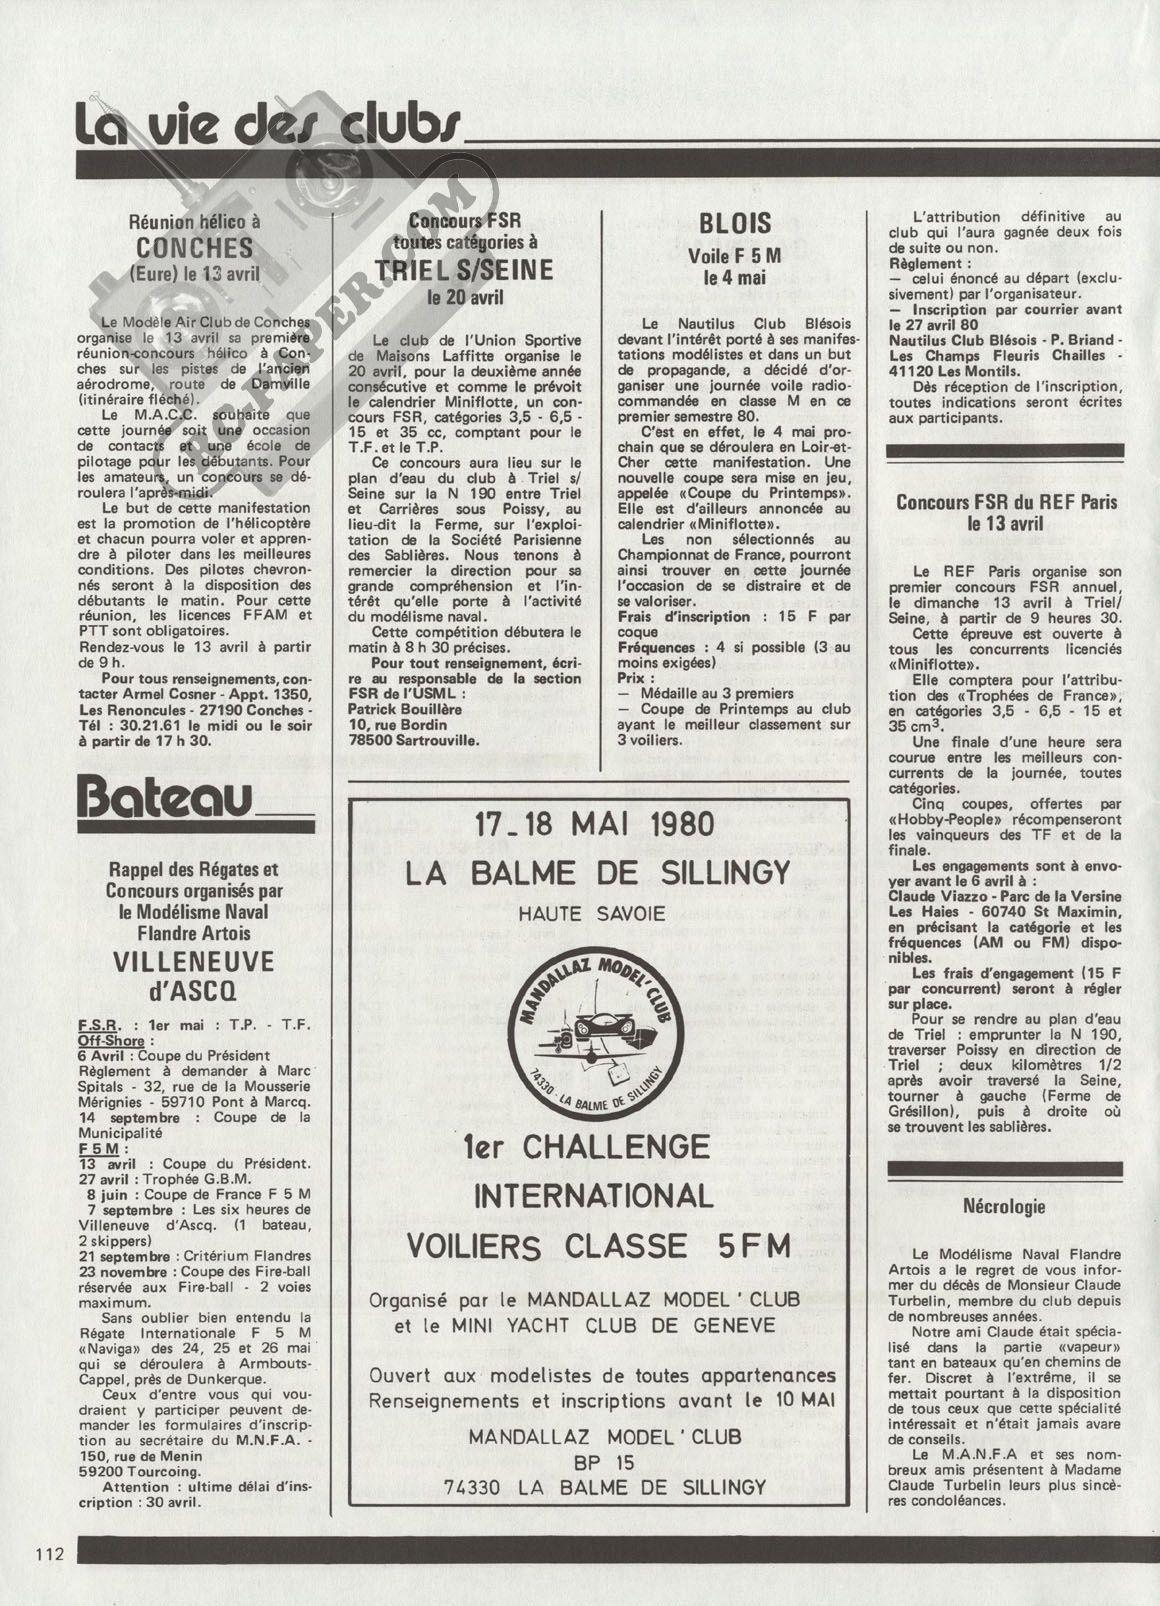 La vie des clubs
RC-PAPER.COM
Réunion hélico à
CONCHES
(Eure) le 13 avril
Le Modèle Air Club de Conches
organise le 13 avril sa première
réunion-concours hélico à Con-
ches sur les pistes de l'ancien
aérodrome, route de Damville
(itinéraire fléché).
Le M.A.C.C. souhaite que
cette journée soit une occasion
de contacts et une école de
pilotage pour les débutants. Pour
les amateurs, un concours se dé-
roulera l'après-midi.
Le but de cette manifestation
est la promotion de l'hélicoptère
et chacun pourra voler et appren-
dre à piloter dans les meilleures
conditions. Des pilotes chevron-
nés seront à la disposition des
débutants le matin. Pour cette
réunion, les licences FFAM et
PTT sont obligatoires.
Rendez-vous le 13 avril à partir
de 9 h.
Pour tous renseignements, con-
tacter Armel Cosner - Appt. 1350,
Les Renoncules - 27190 Conches -
Tél : 30.21.61 le midi ou le soir
à partir de 17 h 30.
Bateau
Rappel des Régates et
Concours organisés par
le Modélisme Naval
Flandre Artois
VILLENEUVE
d'ASCQ
F.S.R. : 1er mai : T.P. - T.F.
Off-Shore :
6 Avril : Coupe du Président
Règlement à demander à Marc
Spitals - 32, rue de la Mousserie
Mérignies - 59710 Pont à Marcq.
14 septembre : Coupe de la
Municipalité
F 5 M :
13 avril : Coupe du Président.
27 avril : Trophée G.B.M.
8 juin : Coupe de France F 5 M
7 septembre : Les six heures de
Villeneuve d'Ascq. (1 bateau,
2 skippers)
21 septembre : Critérium Flandres
23 novembre : Coupe des Fire-ball
réservée aux Fire-ball - 2 voies
maximum.
Sans oublier bien entendu la
Régate Internationale F 5 M
«Naviga» des 24, 25 et 26 mai
qui se déroulera à Armbouts-
Cappel, près de Dunkerque.
Ceux d'entre vous qui vou-
draient y participer peuvent de-
mander les formulaires d'inscrip-
tion au secrétaire du M.N.F.A. -
150, rue de Menin
59200 Tourcoing.
Attention : ultime délai d'ins-
cription : 30 avril.
Concours FSR
toutes catégories à
TRIEL S/SEINE
le 20 avril
Le club de l'Union Sportive
de Maisons Laffitte organise le
20 avril, pour la deuxième année
consécutive et comme le prévoit
le calendrier Miniflotte, un con-
cours FSR, catégories 3,5 - 6,5 -
15 et 35 cc, comptant pour le
T.F. et le T.P.
Ce concours aura lieu sur le
plan d'eau du club à Triel s/
Seine sur la N 190 entre Triel
et Carrières sous Poissy, au
lieu-dit la Ferme, sur l'exploi-
tation de la Société Parisienne
des Sablières. Nous tenons à
remercier la direction pour sa
grande compréhension et l'in-
térêt qu'elle porte à l'activité
du modélisme naval.
Cette compétition débutera le
matin à 8 h 30 précises.
Pour tout renseignement, écri-
re au responsable de la section
FSR de l'USML :
Patrick Bouillère
10, rue Bordin
78500 Sartrouville.
BLOIS
Voile F 5 M
le 4 mai
Le Nautilus Club Blésois
devant l'intérêt porté à ses manifes-
tations modélistes et dans un but
de propagande, a décidé d'or-
ganiser une journée voile radio-
commandée en classe M en ce
premier semestre 80.
C'est en effet, le 4 mai pro-
chain que se déroulera en Loir-et-
Cher cette manifestation. Une
nouvelle coupe sera mise en jeu,
appelée «Coupe du Printemps».
Elle est d'ailleurs annoncée au
calendrier «Miniflotte».
Les non sélectionnés au
Championnat de France, pourront
ainsi trouver en cette journée
l'occasion de se distraire et de
se valoriser.
Frais d'inscription : 15 F par
coque
Fréquences : 4 si possible (3 au
moins exigées)
Prix :
— Médaille au 3 premiers
— Coupe de Printemps au club
ayant le meilleur classement sur
3 voiliers.
17_18 MAI 1980
LA BALME DE SILLINGY
HAUTE SAVOIE
MANDALLAZ MODEL' CLUB
74330 - LA BALME DE SILLINGY
1er CHALLENGE
INTERNATIONAL
VOILIERS CLASSE 5FM
Organisé par le MANDALLAZ MODEL' CLUB
et le MINI YACHT CLUB DE GENEVE
Ouvert aux modelistes de toutes appartenances
Renseignements et inscriptions avant le 10 MAI
MANDALLAZ MODEL' CLUB
BP 15
74330 LA BALME DE SILLINGY
L'attribution définitive au
club qui l'aura gagnée deux fois
de suite ou non.
Règlement :
— celui énoncé au départ (exclu-
sivement) par l'organisateur.
— Inscription par courrier avant
le 27 avril 80
Nautilus Club Blésois - P. Briand -
Les Champs Fleuris Chailles -
41120 Les Montils.
Dès réception de l'inscription,
toutes indications seront écrites
aux participants.
Concours FSR du REF Paris
le 13 avril
Le REF Paris organise son
premier concours FSR annuel,
le dimanche 13 avril à Triel/
Seine, à partir de 9 heures 30.
Cette épreuve est ouverte à
tous les concurrents licenciés
«Miniflotte».
Elle comptera pour l'attribu-
tion des «Trophées de France»,
en catégories 3,5 - 6,5 - 15 et
35 cm³.
Une finale d'une heure sera
courue entre les meilleurs con-
currents de la journée, toutes
catégories.
Cinq coupes, offertes par
«Hobby-People» récompenseront
les vainqueurs des TF et de la
finale.
Les engagements sont à envo-
yer avant le 6 avril à :
Claude Viazzo - Parc de la Versine
Les Haies - 60740 St Maximin,
en précisant la catégorie et les
fréquences (AM ou FM) dispo-
nibles.
Les frais d'engagement (15 F
par concurrent) seront à régler
sur place.
Pour se rendre au plan d'eau
de Triel : emprunter la N 190,
traverser Poissy en direction de
Triel ; deux kilomètres 1/2
après avoir traversé la Seine,
tourner à gauche (Ferme de
Grésillon), puis à droite où
se trouvent les sablières.
Nécrologie
Le Modélisme Naval Flandre
Artois a le regret de vous infor-
mer du décès de Monsieur Claude
Turbelin, membre du club depuis
de nombreuses années.
Notre ami Claude était spécia-
lisé dans la partie «vapeur»
tant en bateaux qu'en chemins de
fer. Discret à l'extrême, il se
mettait pourtant à la disposition
de tous ceux que cette spécialité
intéressait et n'était jamais avare
de conseils.
Le M.A.N.F.A et ses nom-
breux amis présentent à Madame
Claude Turbelin leurs plus sincè-
res condoléances.
112